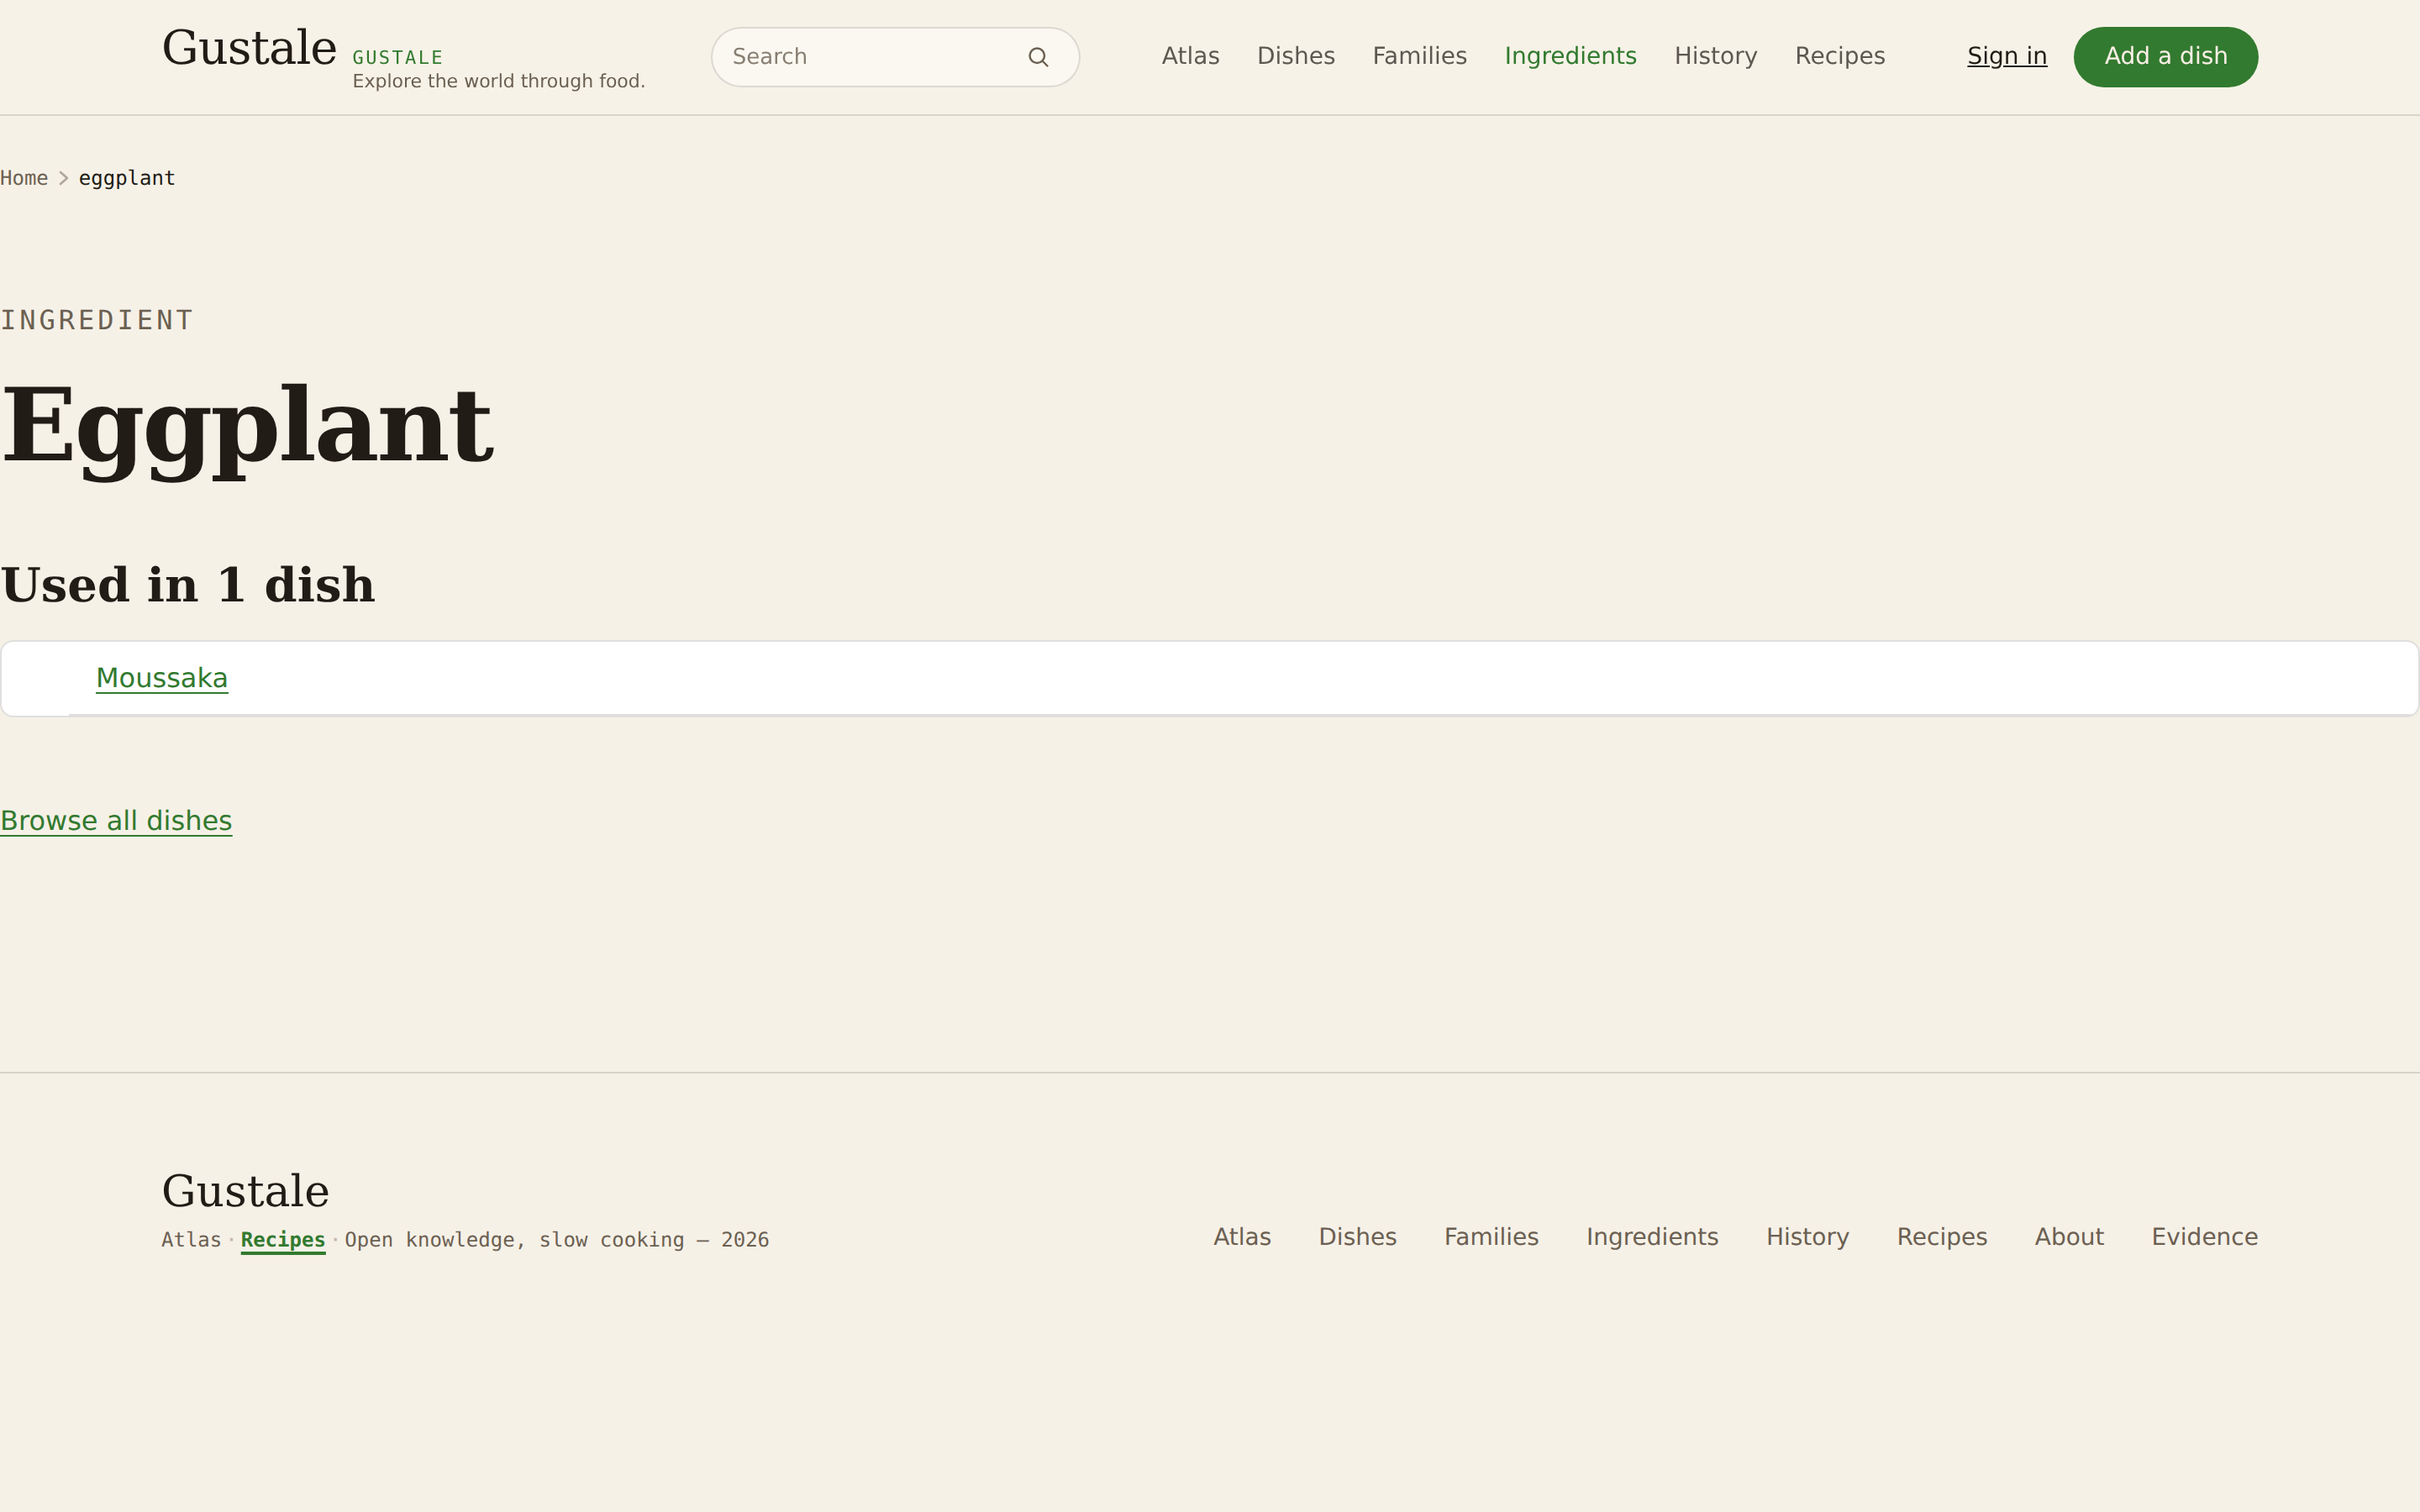 Gustale GUSTALE
Explore the world through food.
Search
Atlas Dishes Families Ingredients History Recipes
Sign in
Add a dish
Home > eggplant
INGREDIENT
Eggplant
Used in 1 dish
Moussaka
Browse all dishes
Gustale
Atlas · Recipes · Open knowledge, slow cooking — 2026
Atlas Dishes Families Ingredients History Recipes About Evidence